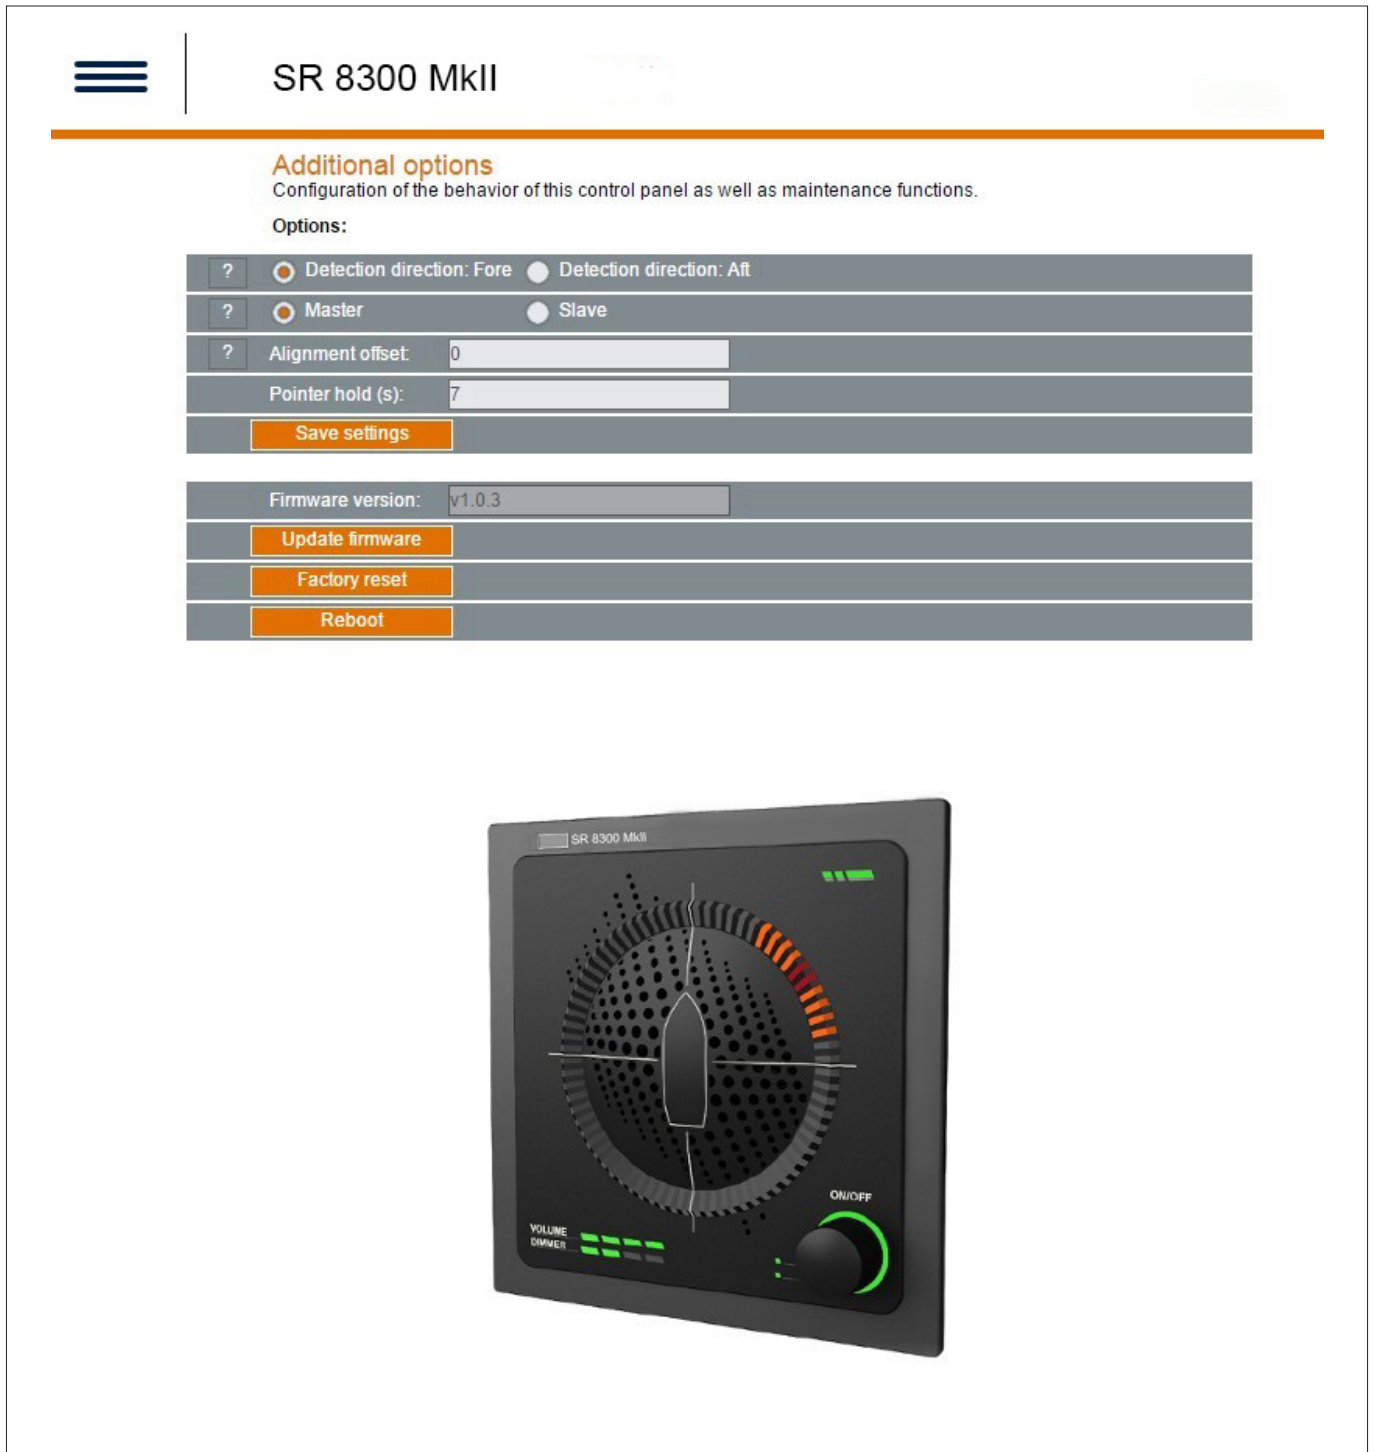 SR 8300 MkII
Additional options
Configuration of the behavior of this control panel as well as maintenance functions.
Options:
? Detection direction: Fore Detection direction: Aft
? Master Slave
? Alignment offset: 0
Pointer hold (s): 7
Save settings
Firmware version: v1.0.3
Update firmware
Factory reset
Reboot
SR 8300 MkII
ON/OFF
VOLUME
DIMMER